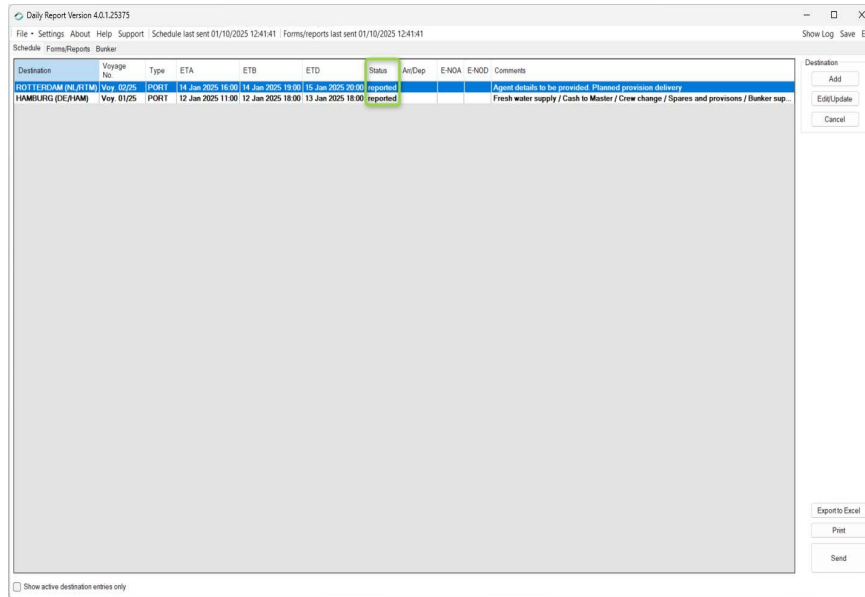 Daily Report Version 4.0.1.25375
File Settings About Help Support Schedule last sent 01/10/2025 12:41:41 Forms/reports last sent 01/10/2025 12:41:41 Show Log Save E
Schedule Forms/Reports Bunker
Destination Voyage No. Type ETA ETB ETD Status Arr/Dep E-NOA E-NOD Comments
ROTTERDAM (NL/RTM) Voy. 02/25 PORT 14 Jan 2025 16:00 14 Jan 2025 19:00 15 Jan 2025 20:00 reported Agent details to be provided. Planned provision delivery
HAMBURG (DE/HAM) Voy. 01/25 PORT 12 Jan 2025 11:00 12 Jan 2025 18:00 13 Jan 2025 18:00 reported Fresh water supply / Cash to Master / Crew change / Spares and provisons / Bunker sup...
Destination
Add
Edit/Update
Cancel
Export to Excel
Print
Send
Show active destination entries only